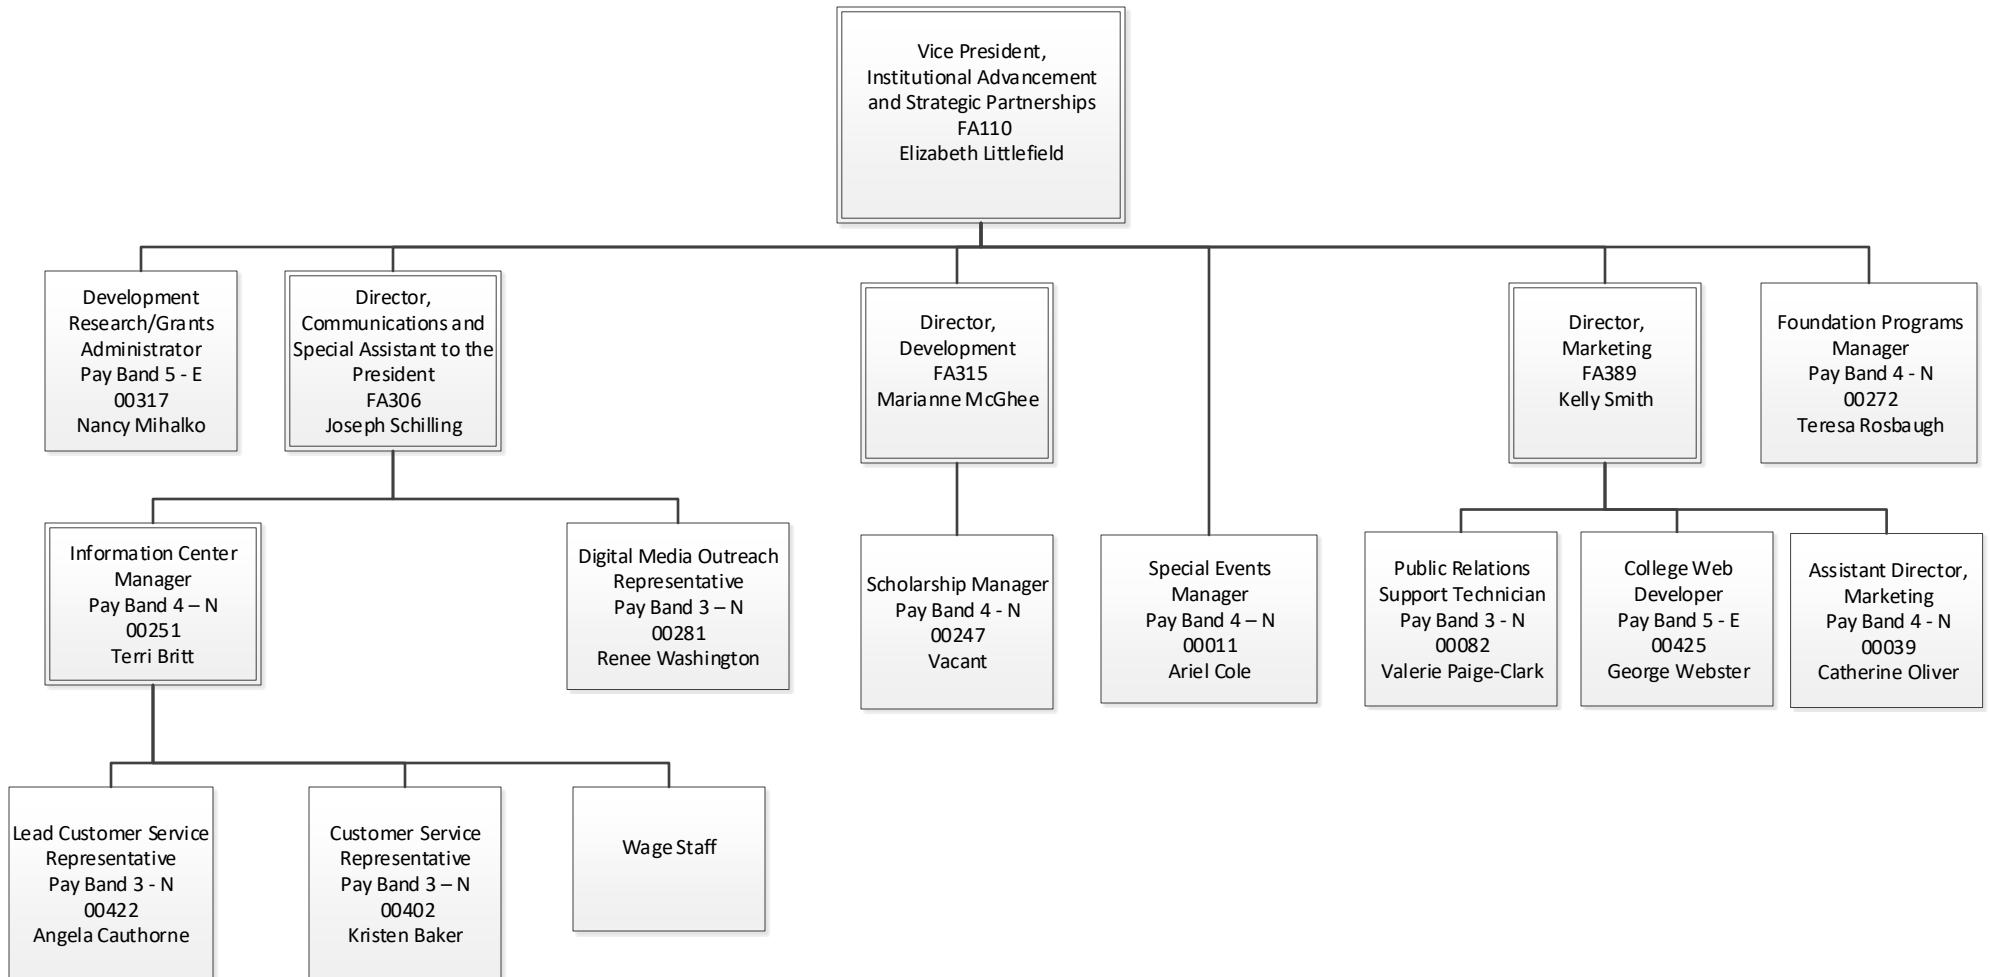 Vice President,
Institutional Advancement
and Strategic Partnerships
FA110
Elizabeth Littlefield
Development
Research/Grants
Administrator
Pay Band 5 - E
00317
Nancy Mihalko
Director,
Communications and
Special Assistant to the
President
FA306
Joseph Schilling
Director,
Development
FA315
Marianne McGhee
Director,
Marketing
FA389
Kelly Smith
Foundation Programs
Manager
Pay Band 4 - N
00272
Teresa Rosbaugh
Information Center
Manager
Pay Band 4 – N
00251
Terri Britt
Digital Media Outreach
Representative
Pay Band 3 – N
00281
Renee Washington
Scholarship Manager
Pay Band 4 - N
00247
Vacant
Special Events
Manager
Pay Band 4 – N
00011
Ariel Cole
Public Relations
Support Technician
Pay Band 3 - N
00082
Valerie Paige-Clark
College Web
Developer
Pay Band 5 - E
00425
George Webster
Assistant Director,
Marketing
Pay Band 4 - N
00039
Catherine Oliver
Lead Customer Service
Representative
Pay Band 3 - N
00422
Angela Cauthorne
Customer Service
Representative
Pay Band 3 – N
00402
Kristen Baker
Wage Staff